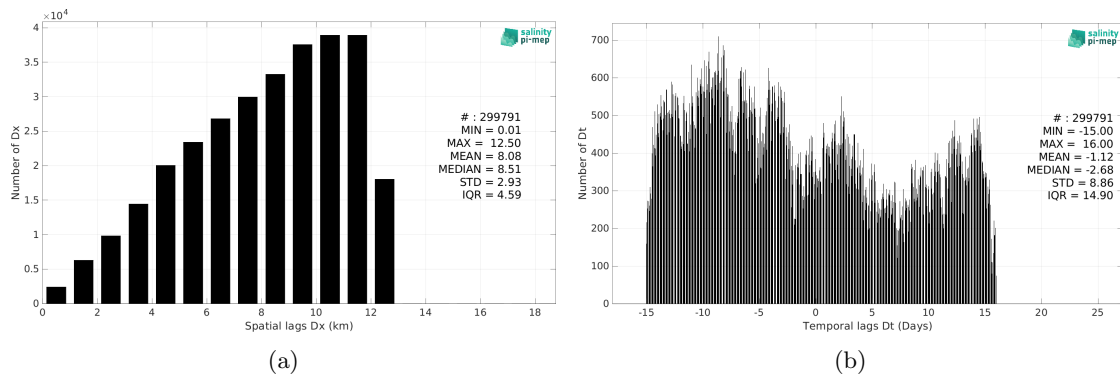 ×10⁴
4
3.5
3
2.5
2
1.5
1
0.5
0
Number of Dx
0 2 4 6 8 10 12 14 16 18
Spatial lags Dx (km)
salinity
pi-mep
# : 299791
MIN = 0.01
MAX = 12.50
MEAN = 8.08
MEDIAN = 8.51
STD = 2.93
IQR = 4.59
(a)
700
600
500
400
300
200
100
0
Number of Dt
-15 -10 -5 0 5 10 15 20 25
Temporal lags Dt (Days)
salinity
pi-mep
# : 299791
MIN = -15.00
MAX = 16.00
MEAN = -1.12
MEDIAN = -2.68
STD = 8.86
IQR = 14.90
(b)